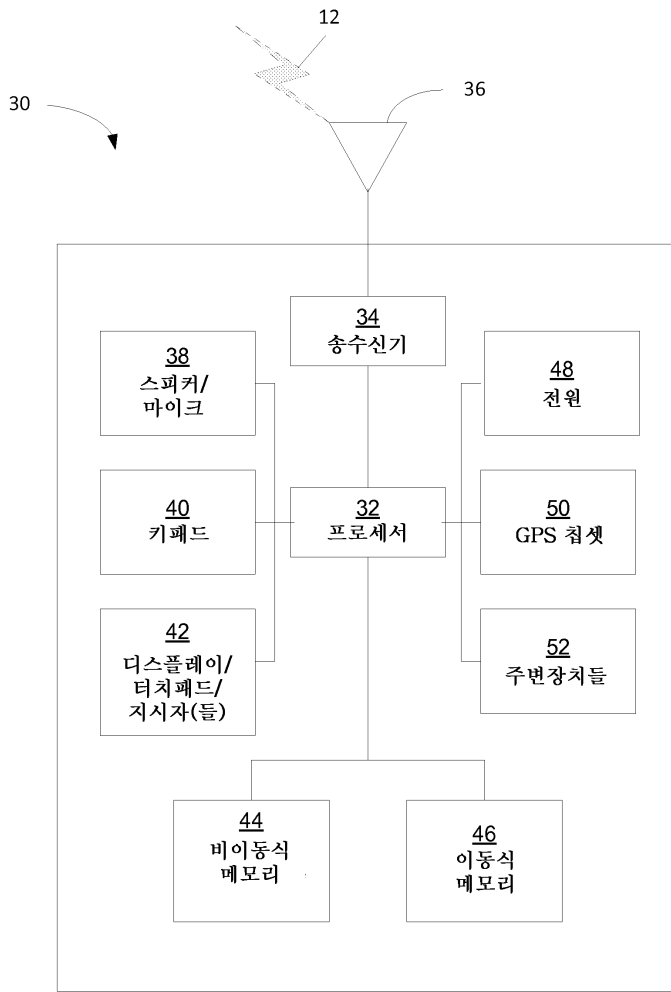 12
36
30
34
송수신기
38
스피커/
마이크
48
전원
40
키패드
32
프로세서
50
GPS 칩셋
42
디스플레이/
터치패드/
지시자(들)
52
주변장치들
44
비이동식
메모리
46
이동식
메모리